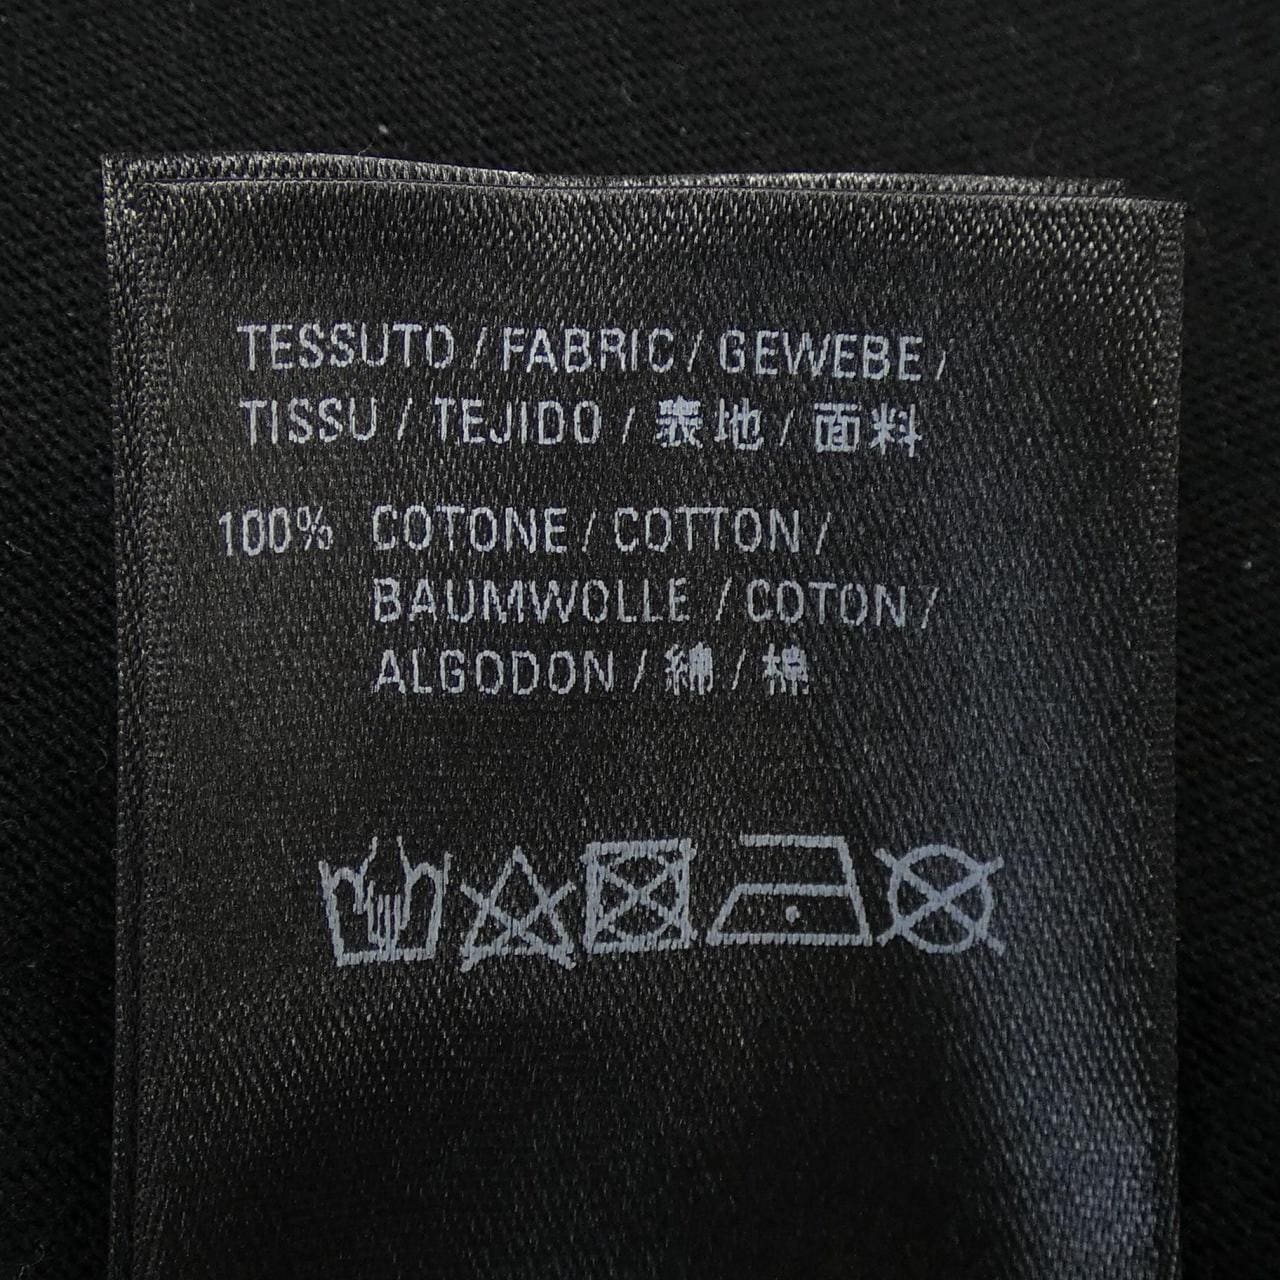 TESSUTO / FABRIC / GEWEBE /
TISSU / TEJIDO / 表地 / 面料
100% COTONE / COTTON /
BAUMWOLLE / COTON /
ALGODON / 綿 / 棉